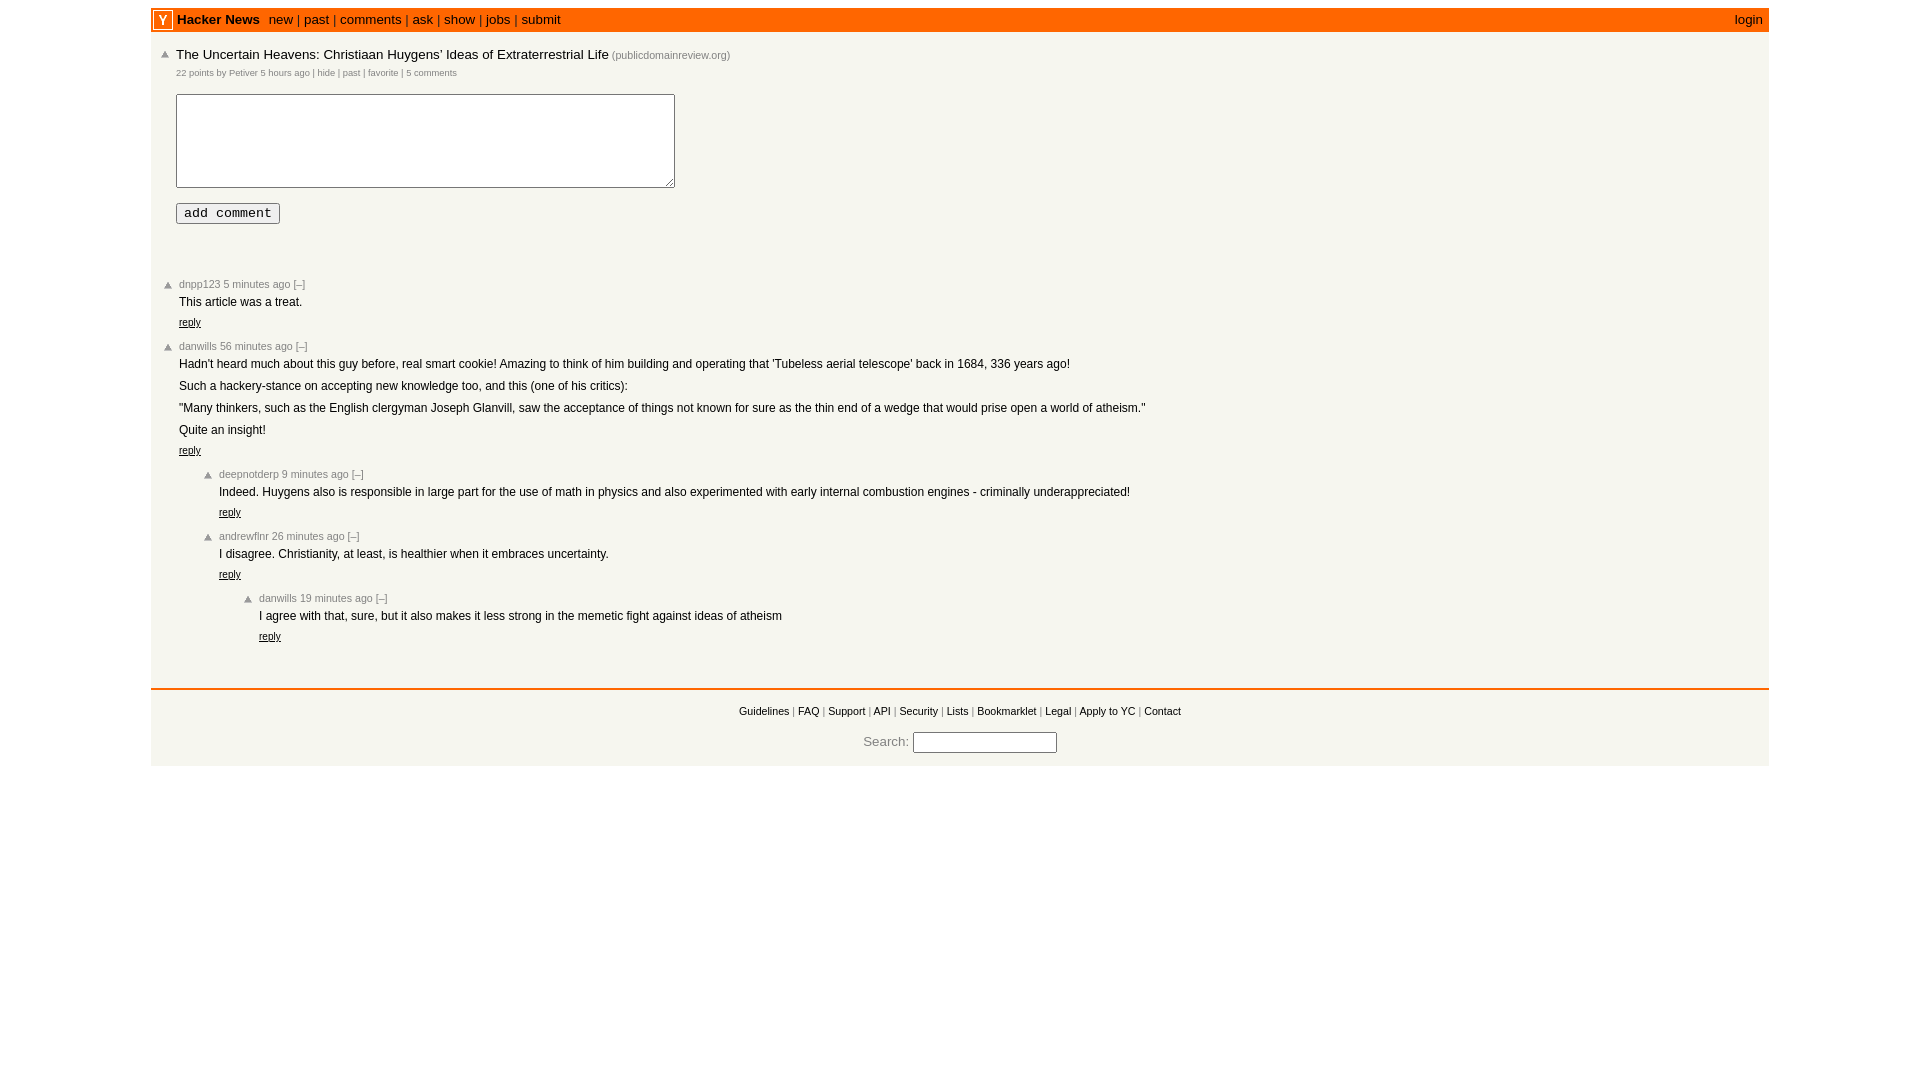 Y Hacker News new | past | comments | ask | show | jobs | submit login
The Uncertain Heavens: Christiaan Huygens’ Ideas of Extraterrestrial Life (publicdomainreview.org)
22 points by Petiver 5 hours ago | hide | past | favorite | 5 comments
add comment
dnpp123 5 minutes ago [–]
This article was a treat.
reply
danwills 56 minutes ago [–]
Hadn't heard much about this guy before, real smart cookie! Amazing to think of him building and operating that 'Tubeless aerial telescope' back in 1684, 336 years ago!
Such a hackery-stance on accepting new knowledge too, and this (one of his critics):
"Many thinkers, such as the English clergyman Joseph Glanvill, saw the acceptance of things not known for sure as the thin end of a wedge that would prise open a world of atheism."
Quite an insight!
reply
deepnotderp 9 minutes ago [–]
Indeed. Huygens also is responsible in large part for the use of math in physics and also experimented with early internal combustion engines - criminally underappreciated!
reply
andrewflnr 26 minutes ago [–]
I disagree. Christianity, at least, is healthier when it embraces uncertainty.
reply
danwills 19 minutes ago [–]
I agree with that, sure, but it also makes it less strong in the memetic fight against ideas of atheism
reply
Guidelines | FAQ | Support | API | Security | Lists | Bookmarklet | Legal | Apply to YC | Contact
Search: